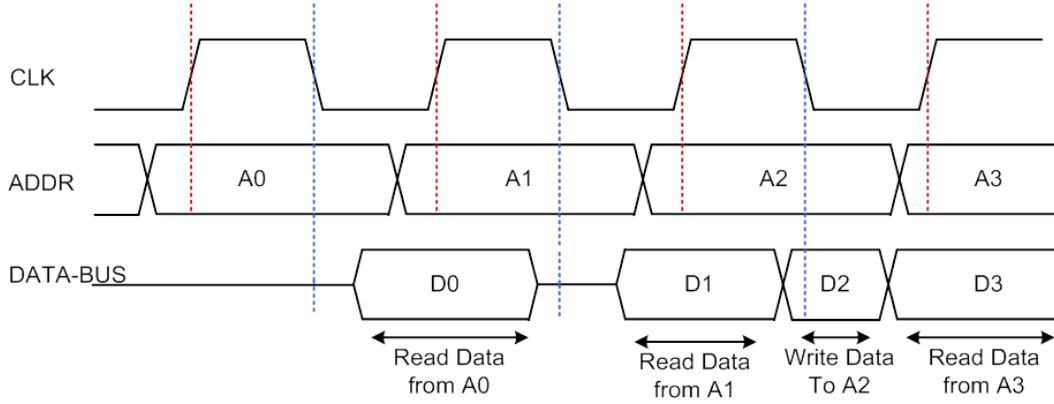 CLK
ADDR
A0
A1
A2
A3
DATA-BUS
D0
D1
D2
D3
Read Data
from A0
Read Data
from A1
Write Data
To A2
Read Data
from A3